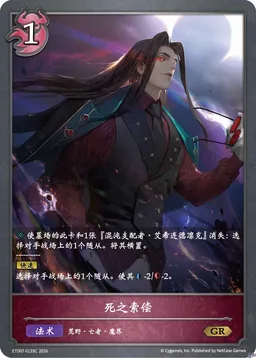 1
使墓场的此卡和1张『混沌支配者·艾希连德凛克』消失:选
择对手战场上的1个随从。将其横置。
快速
选择对手战场上的1个随从。使其-2/-2。
死之索偿
法术 荒野·亡者·魔界 GR
© Cygames, Inc. Published by NetEase Games